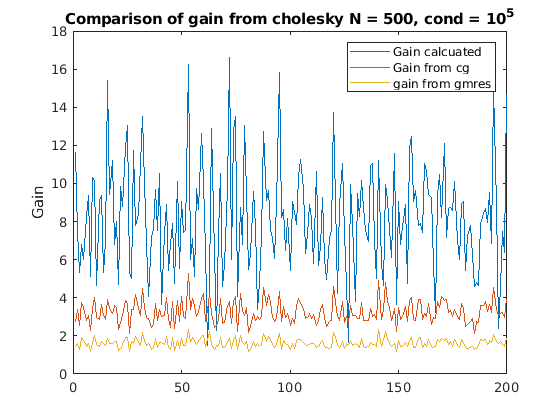 Comparison of gain from cholesky N = 500, cond = 10^5
18
16
14
12
10
8
6
4
2
0
Gain
Gain calcuated
Gain from cg
gain from gmres
0 50 100 150 200